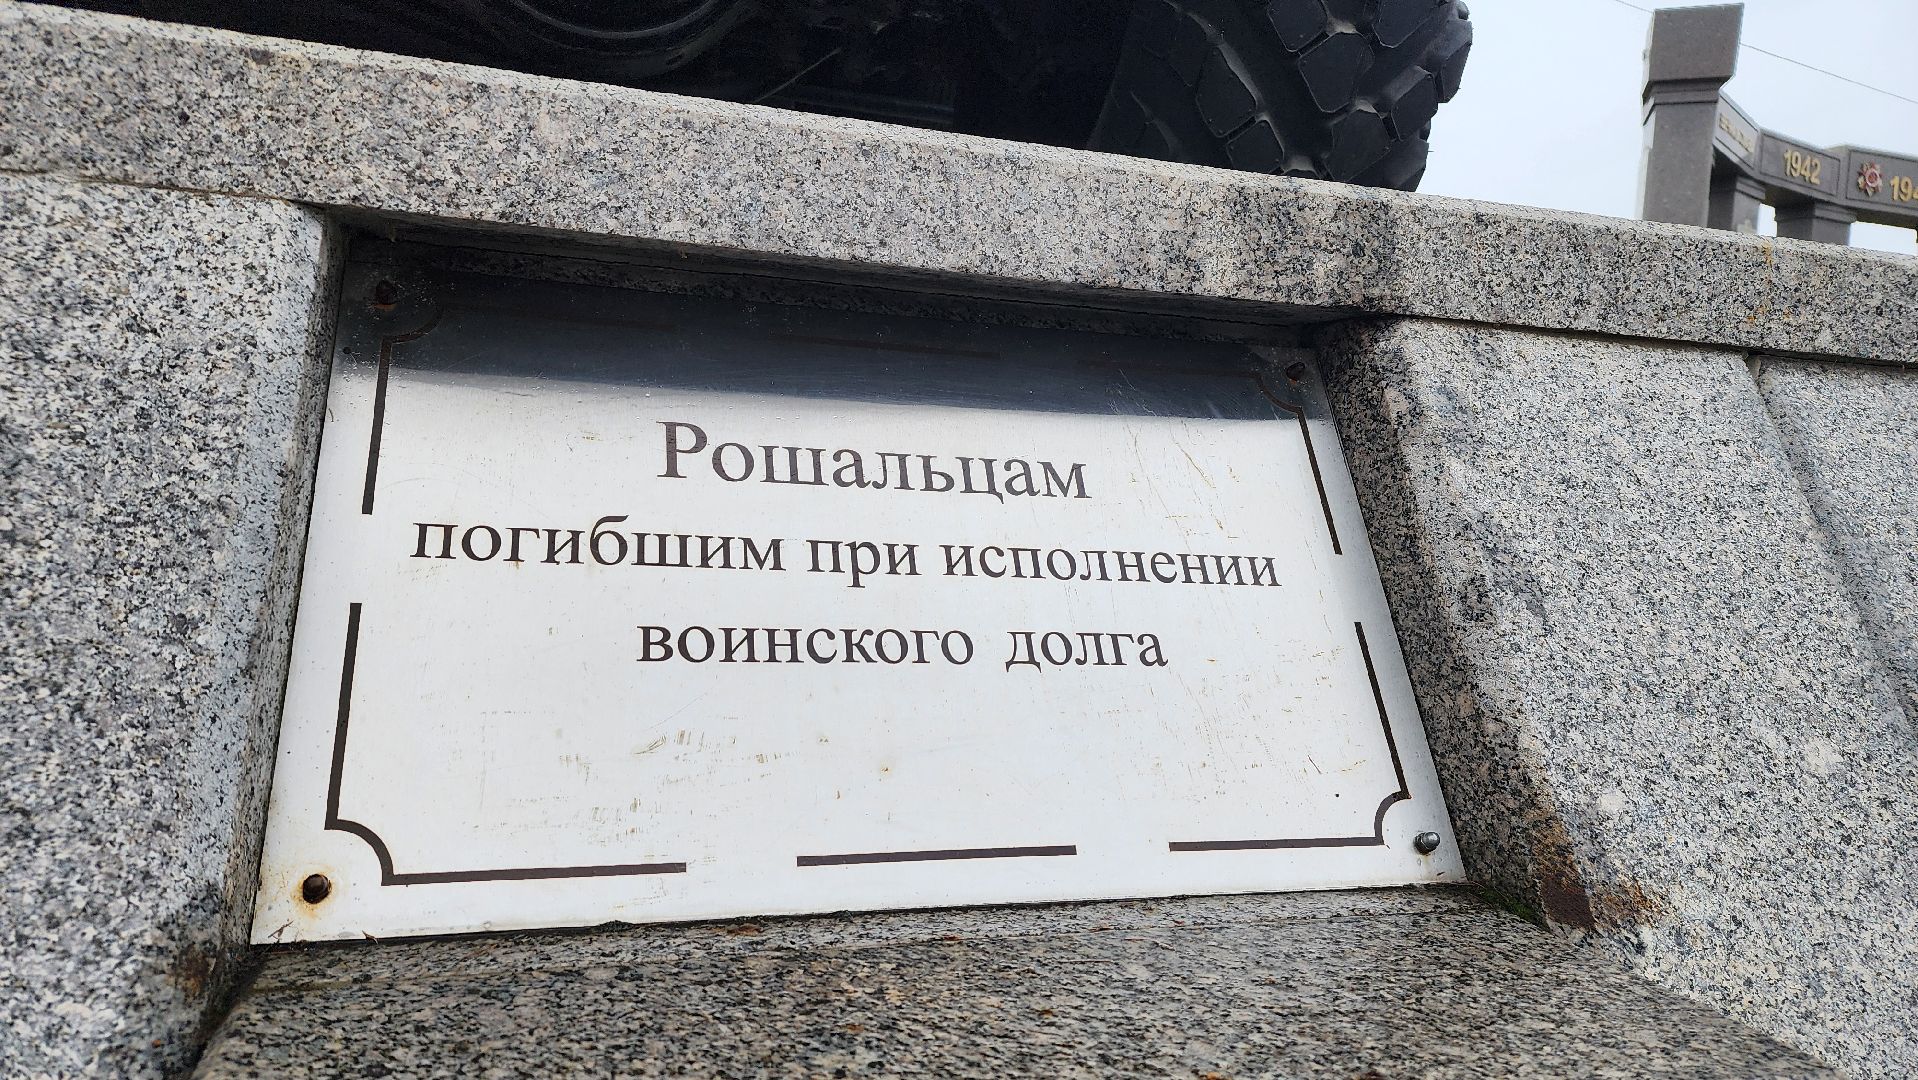 Рошальцам
погибшим при исполнении
воинского долга
1942